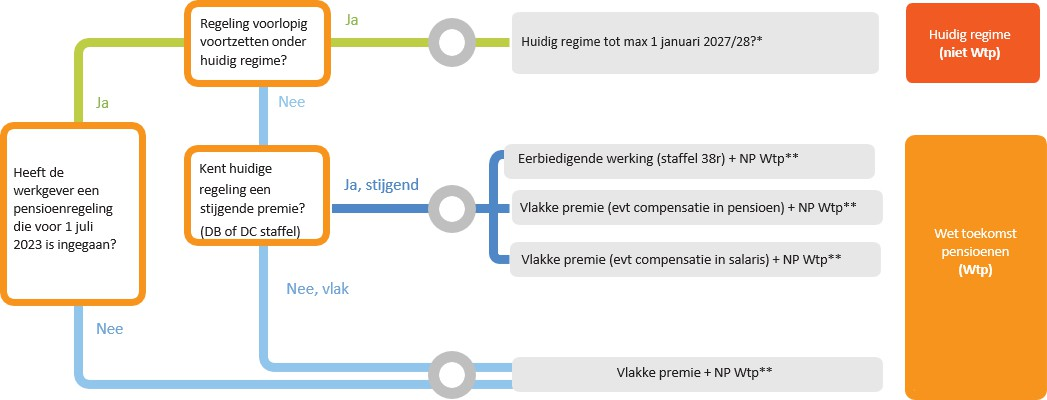 Regeling voorlopig
voortzetten onder
huidig regime?
Ja
Huidig regime tot max 1 januari 2027/28?*
Huidig regime
(niet Wtp)
Ja
Nee
Heeft de
werkgever een
pensioenregeling
die voor 1 juli
2023 is ingegaan?
Kent huidige
regeling een
stijgende premie?
(DB of DC staffel)
Ja, stijgend
Eerbiedigende werking (staffel 38r) + NP Wtp**
Vlakke premie (evt compensatie in pensioen) + NP Wtp**
Vlakke premie (evt compensatie in salaris) + NP Wtp**
Wet toekomst
pensioenen
(Wtp)
Nee, vlak
Nee
Vlakke premie + NP Wtp**